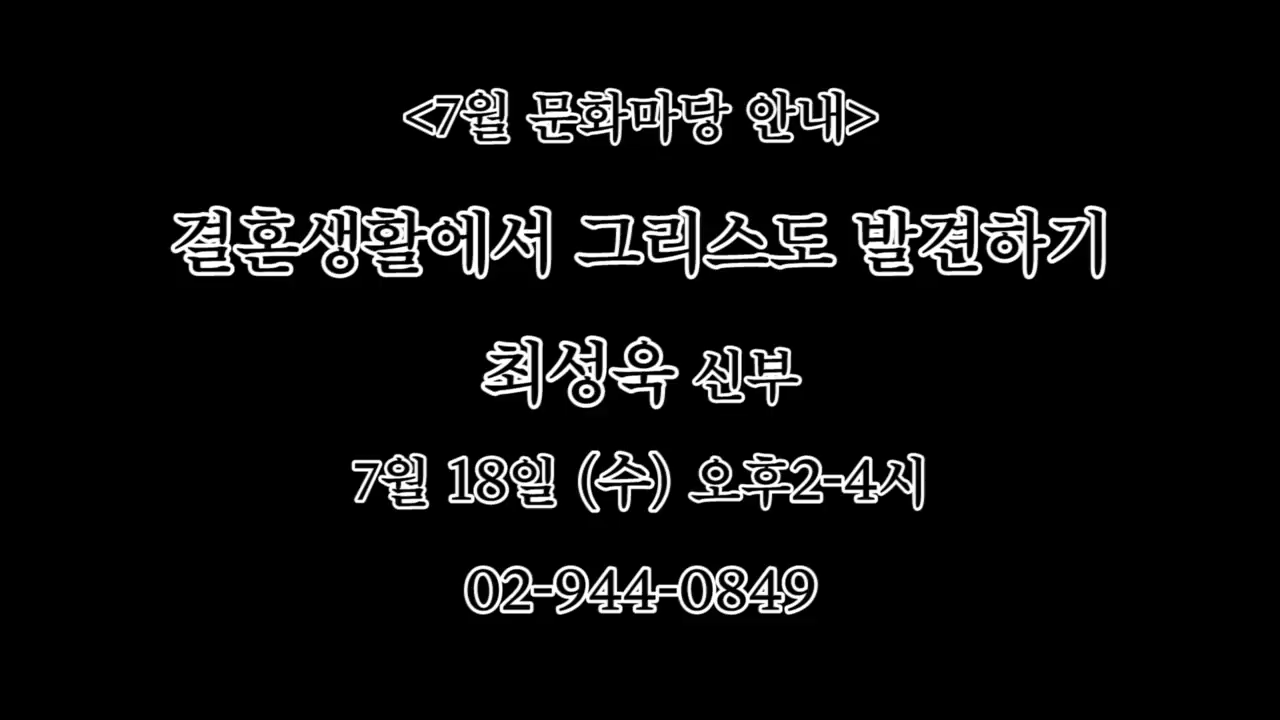 <7월 문화마당 안내>
결혼생활에서 그리스도 발견하기
최성욱 신부
7월 18일 (수) 오후2-4시
02-944-0849